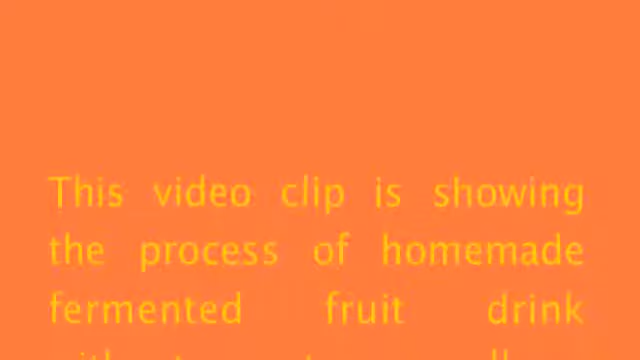 This video clip is showing
the process of homemade
fermented fruit drink